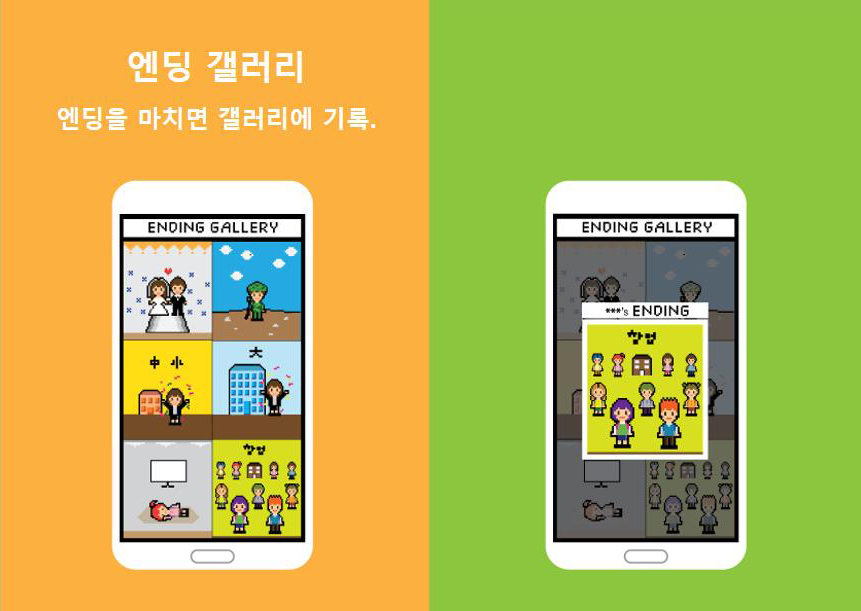 엔딩 갤러리
엔딩을 마치면 갤러리에 기록.
ENDING GALLERY
中小
大
창업
ENDING GALLERY
***'s ENDING
창업